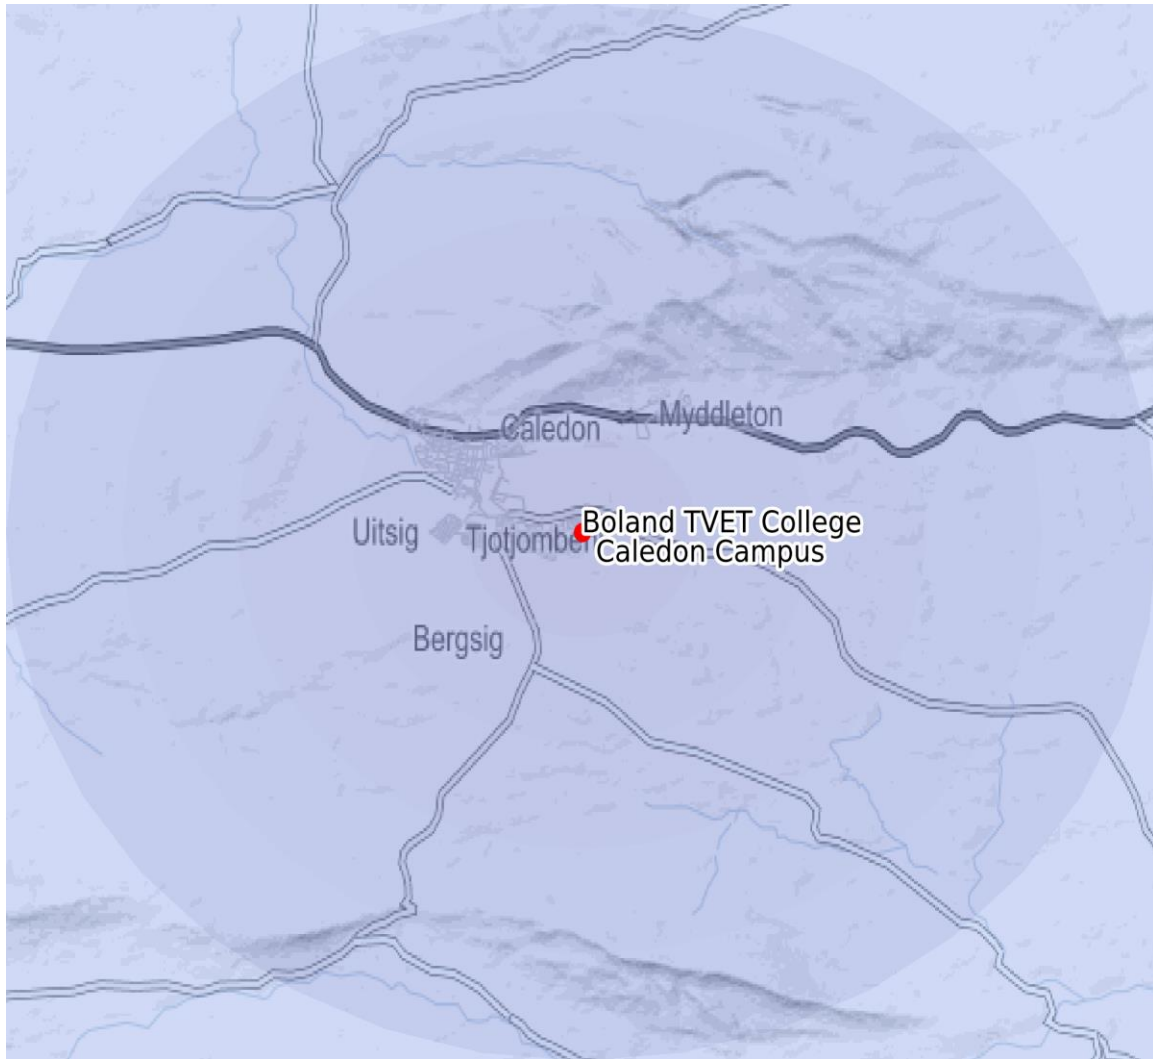 Caledon
Myddleton
Uitsig
Boland TVET College
Caledon Campus
Bergsig